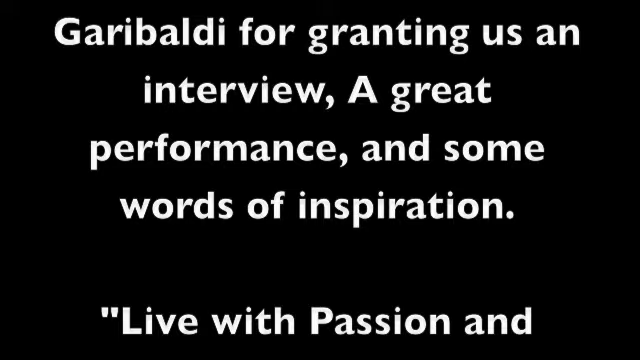 Garibaldi for granting us an
interview, A great
performance, and some
words of inspiration.
"Live with Passion and